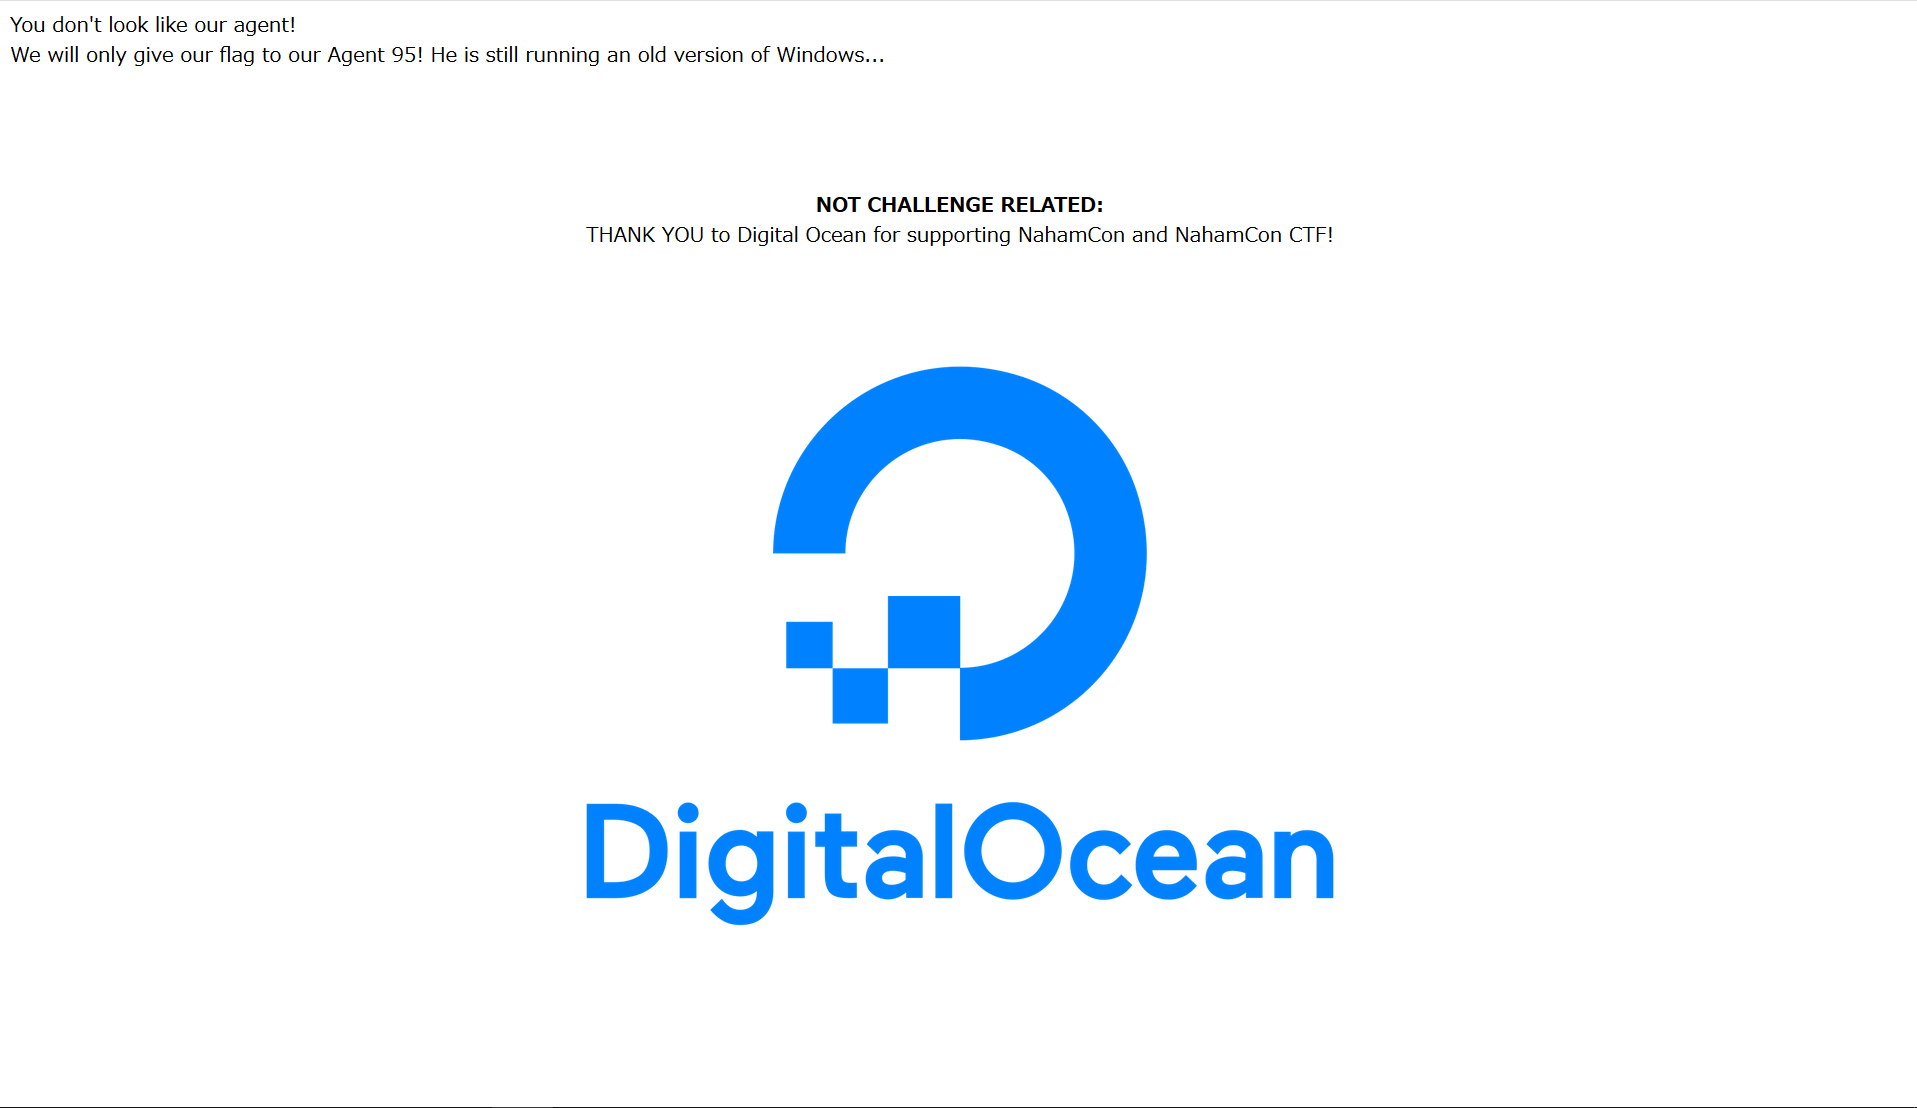 You don't look like our agent!
We will only give our flag to our Agent 95! He is still running an old version of Windows...
NOT CHALLENGE RELATED:
THANK YOU to Digital Ocean for supporting NahamCon and NahamCon CTF!
DigitalOcean